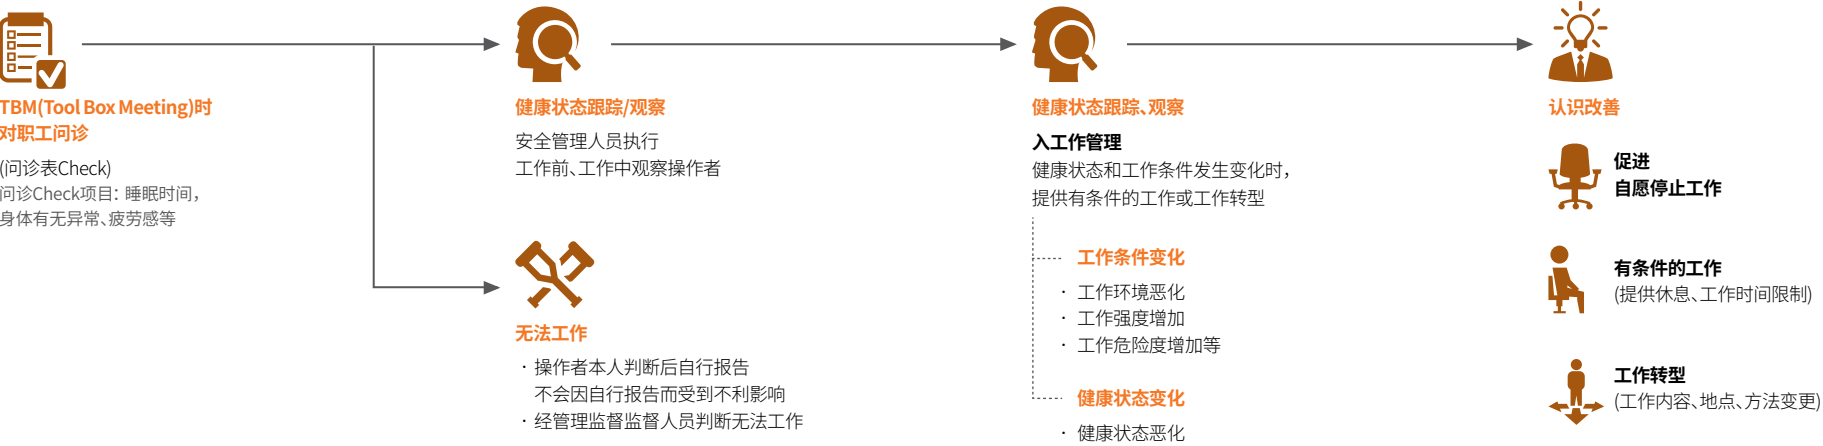 TBM(Tool Box Meeting)时
对职工问诊
(问诊表Check)
问诊Check项目：睡眠时间，
身体有无异常、疲劳感等
健康状态跟踪/观察
安全管理人员执行
工作前、工作中观察操作者
无法工作
· 操作者本人判断后自行报告
不会因自行报告而受到不利影响
· 经管理监督监督人员判断无法工作
健康状态跟踪、观察
入工作管理
健康状态和工作条件发生变化时，
提供有条件的工作或工作转型
工作条件变化
· 工作环境恶化
· 工作强度增加
· 工作危险度增加等
健康状态变化
· 健康状态恶化
认识改善
促进
自愿停止工作
有条件的工作
(提供休息、工作时间限制)
工作转型
(工作内容、地点、方法变更)